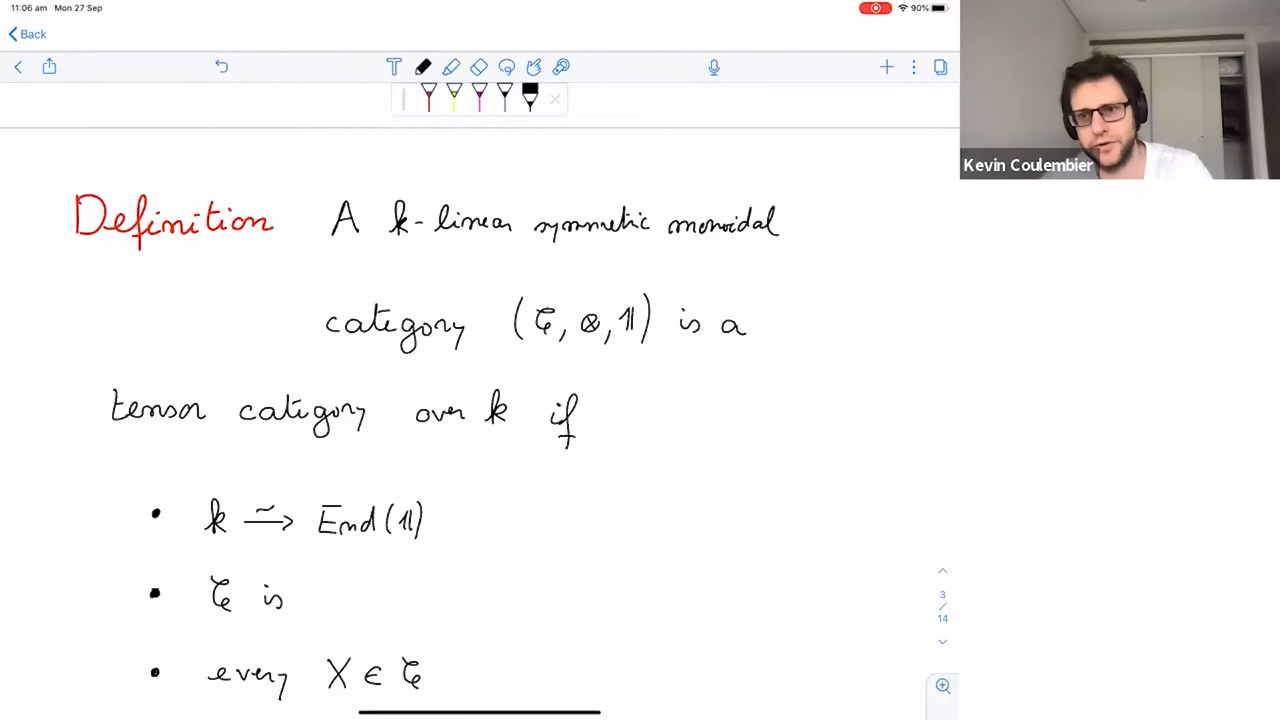 11:06 am Mon 27 Sep
90%
Back
T
Kevin Coulembier
Definition A k-linear symmetric monoidal
category (𝒞, ⊗, 𝟙) is a
tensor category over k if
• k ⥲ End(𝟙)
• 𝒞 is
• every X ∈ 𝒞
3
/
14